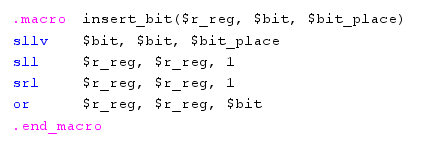 .macro insert_bit($r_reg, $bit, $bit_place)
sllv $bit, $bit, $bit_place
sll $r_reg, $r_reg, 1
srl $r_reg, $r_reg, 1
or $r_reg, $r_reg, $bit
.end_macro